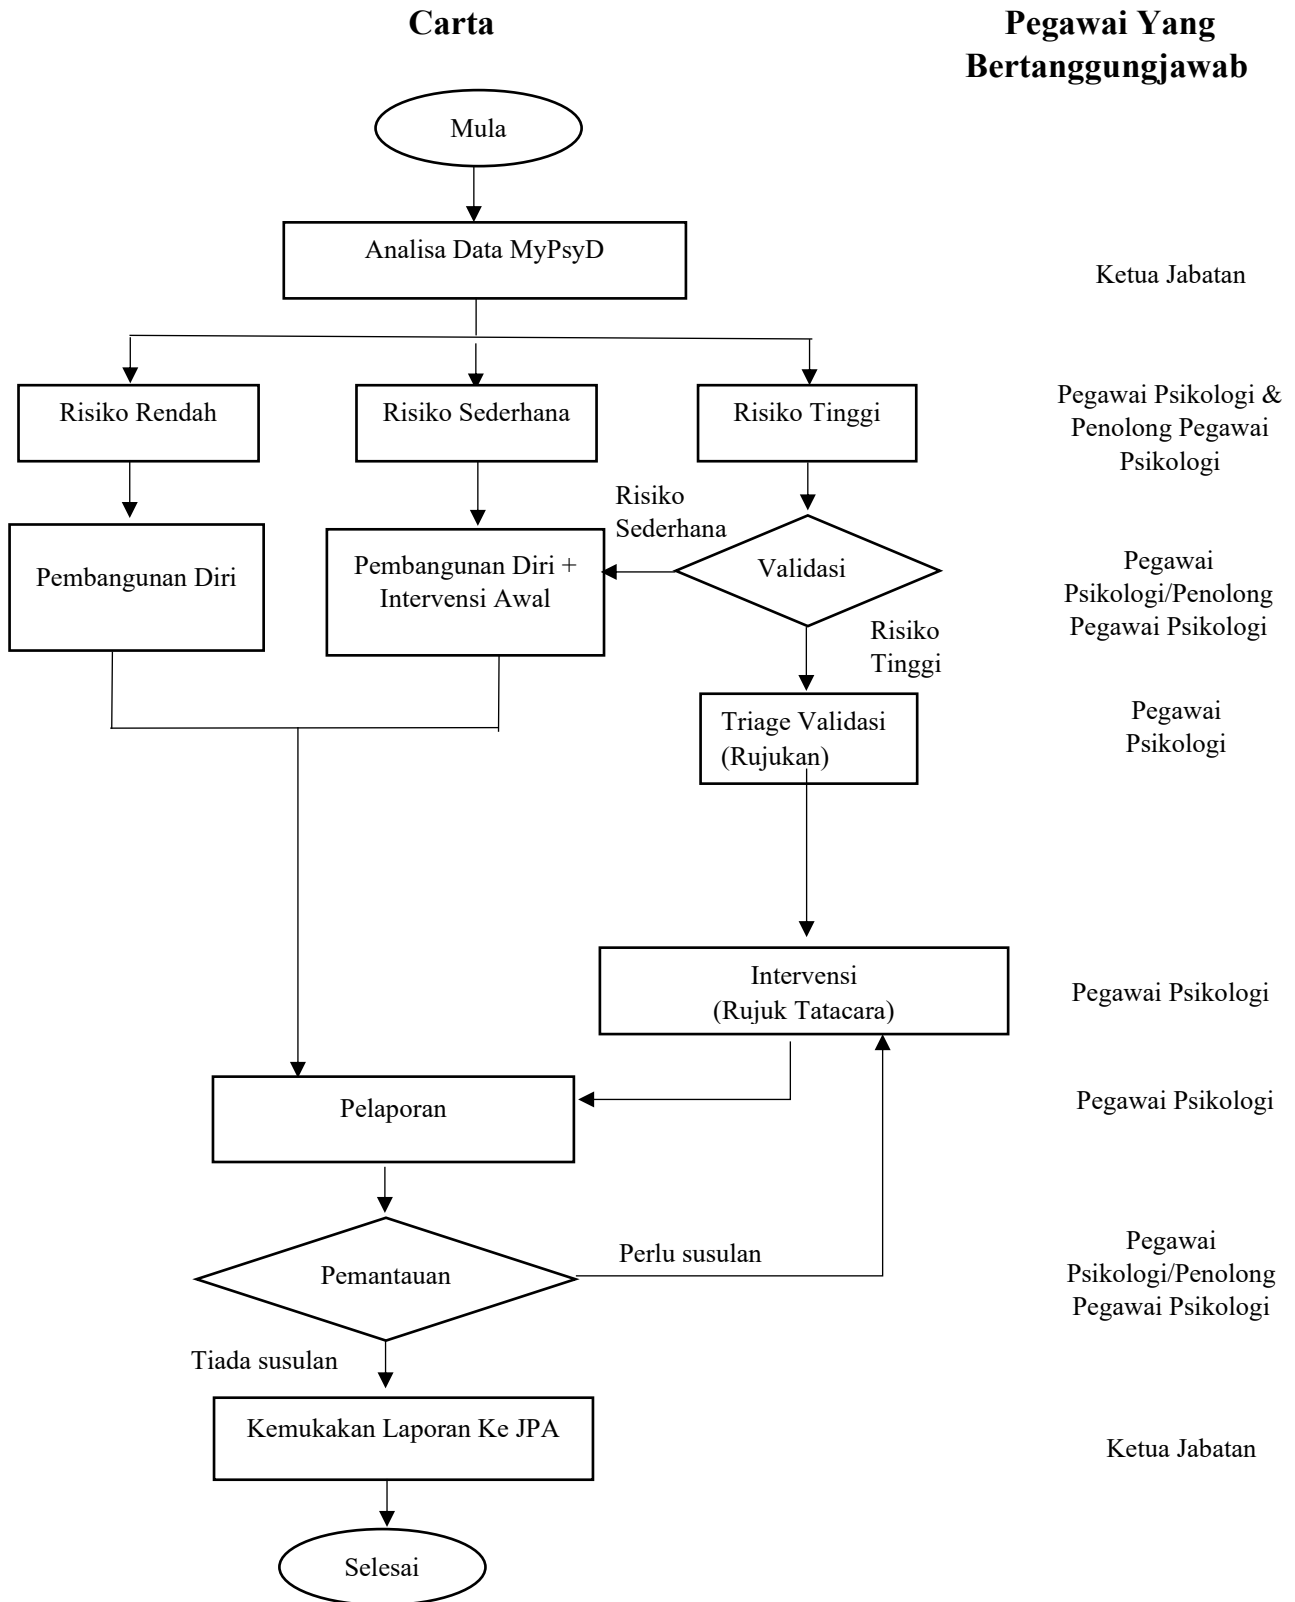 Carta
Pegawai Yang
Bertanggungjawab
Mula
Analisa Data MyPsyD
Ketua Jabatan
Risiko Rendah
Risiko Sederhana
Risiko Tinggi
Pegawai Psikologi &
Penolong Pegawai
Psikologi
Risiko
Sederhana
Pembangunan Diri
Pembangunan Diri +
Intervensi Awal
Validasi
Pegawai
Psikologi/Penolong
Pegawai Psikologi
Risiko
Tinggi
Triage Validasi
(Rujukan)
Pegawai
Psikologi
Intervensi
(Rujuk Tatacara)
Pegawai Psikologi
Pelaporan
Pegawai Psikologi
Pemantauan
Perlu susulan
Pegawai
Psikologi/Penolong
Pegawai Psikologi
Tiada susulan
Kemukakan Laporan Ke JPA
Ketua Jabatan
Selesai